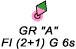 GR "A"
Fl (2+1) G 6s